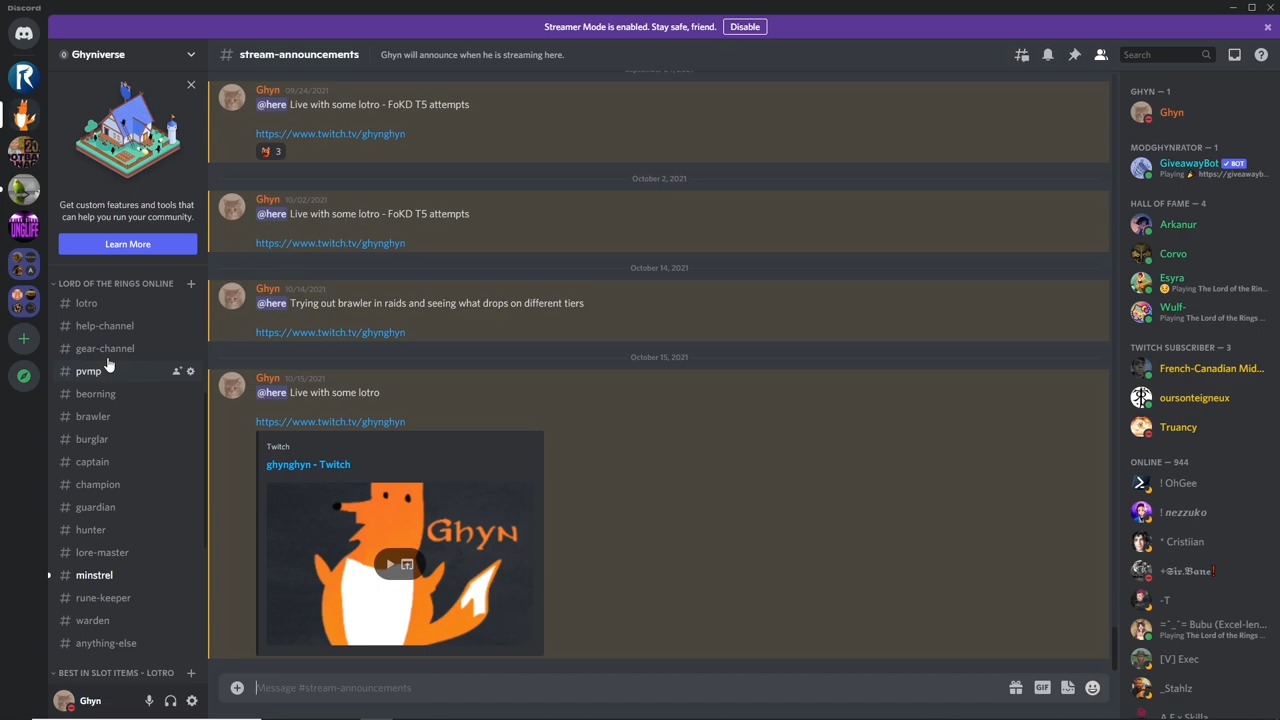 Discord
Streamer Mode is enabled. Stay safe, friend.
Disable
Ghyniverse
stream-announcements
Ghyn will announce when he is streaming here.
Search
Get custom features and tools that
can help you run your community.
Learn More
LORD OF THE RINGS ONLINE
lotro
help-channel
gear-channel
pvmp
beorning
brawler
burglar
captain
champion
guardian
hunter
lore-master
minstrel
rune-keeper
warden
anything-else
BEST IN SLOT ITEMS - LOTRO
Ghyn
Ghyn 09/24/2021
@here Live with some lotro - FoKD T5 attempts
https://www.twitch.tv/ghynghyn
3
October 2, 2021
Ghyn 10/02/2021
@here Live with some lotro - FoKD T5 attempts
https://www.twitch.tv/ghynghyn
October 14, 2021
Ghyn 10/14/2021
@here Trying out brawler in raids and seeing what drops on different tiers
https://www.twitch.tv/ghynghyn
October 15, 2021
Ghyn 10/15/2021
@here Live with some lotro
https://www.twitch.tv/ghynghyn
Twitch
ghynghyn - Twitch
GHYN
Message #stream-announcements
GIF
GHYN — 1
Ghyn
MODGHYNRATOR — 1
GiveawayBot ✓ BOT
Playing 🎉 https://giveawayb...
HALL OF FAME — 4
Arkanur
Corvo
Esyra
Playing The Lord of the Rin...
Wulf-
Playing The Lord of the Rings ...
TWITCH SUBSCRIBER — 3
French-Canadian Mid...
oursonteigneux
Truancy
ONLINE — 944
! OhGee
! nezzuko
* Cristiian
+𝕾𝖎𝖗.𝕭𝖆𝖓𝖊❗
-T
=ˆ_ˆ= Bubu (Excel-len...
Playing The Lord of the Rings ...
[V] Exec
_Stahlz